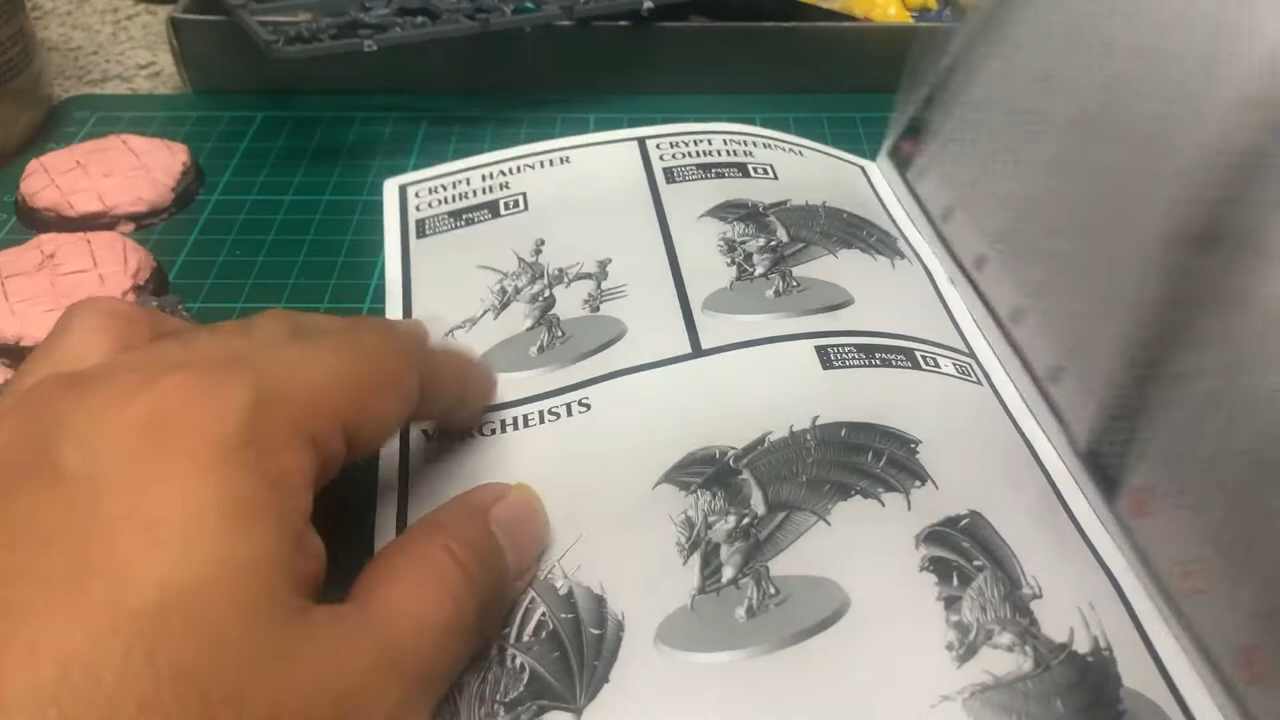 CRYPT HAUNTER
COURTIER
· STEPS
· ÉTAPES · PASOS
· SCHRITTE · FASI
7
CRYPT INFERNAL
COURTIER
· STEPS
· ÉTAPES · PASOS
· SCHRITTE · FASI
8
· STEPS
· ÉTAPES · PASOS
· SCHRITTE · FASI
9 - 11
VARGHEISTS